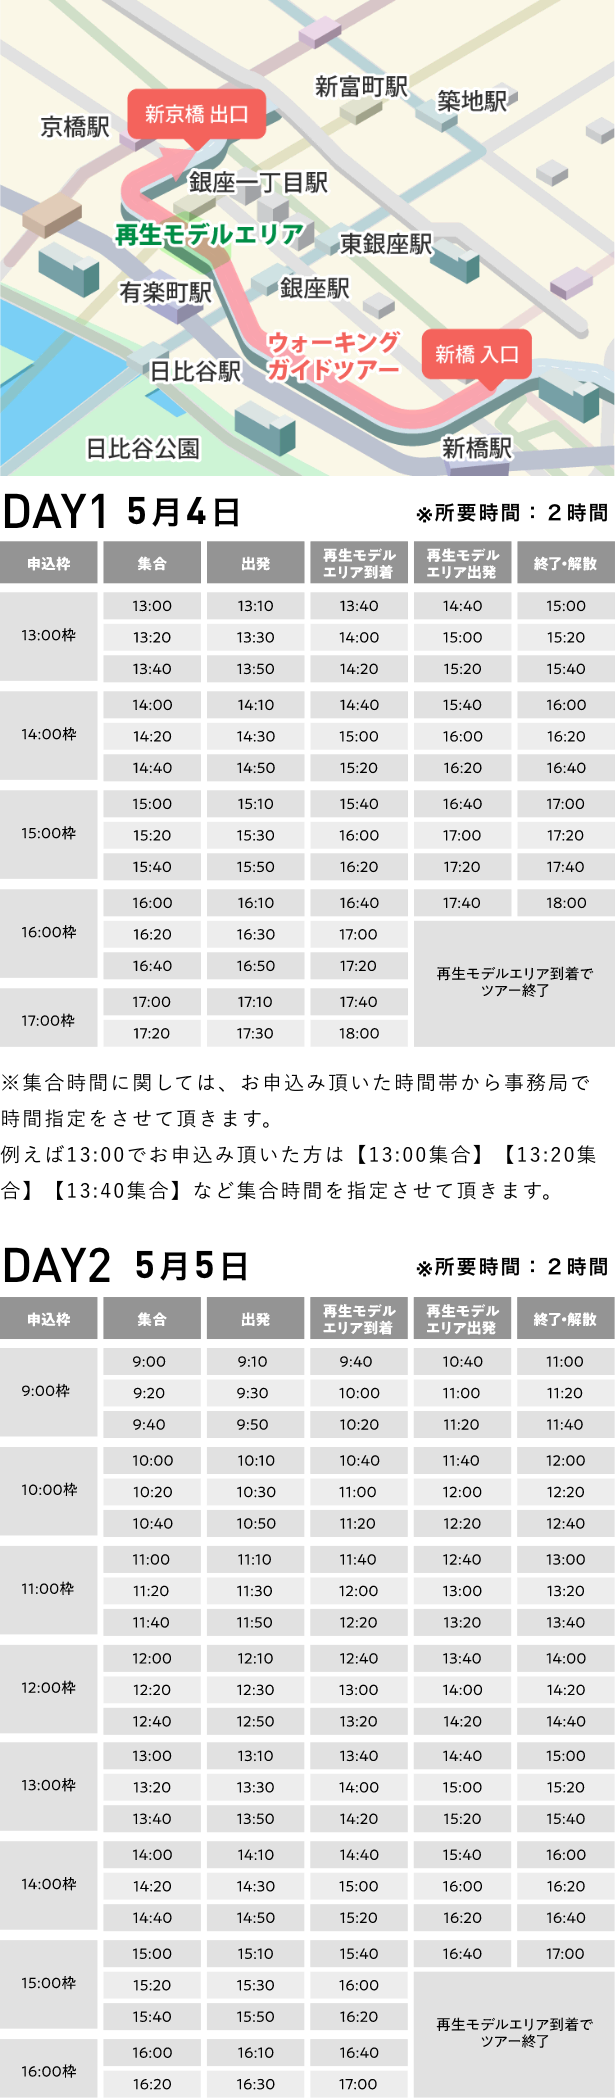 新富町駅
築地駅
新京橋 出口
京橋駅
銀座一丁目駅
再生モデルエリア
東銀座駅
有楽町駅
銀座駅
ウォーキング
ガイドツアー
新橋 入口
日比谷駅
日比谷公園
新橋駅
DAY1 5月4日 ※所要時間：２時間
申込枠 集合 出発 再生モデル
エリア到着 再生モデル
エリア出発 終了・解散
13:00枠
13:00 13:10 13:40 14:40 15:00
13:20 13:30 14:00 15:00 15:20
13:40 13:50 14:20 15:20 15:40
14:00枠
14:00 14:10 14:40 15:40 16:00
14:20 14:30 15:00 16:00 16:20
14:40 14:50 15:20 16:20 16:40
15:00枠
15:00 15:10 15:40 16:40 17:00
15:20 15:30 16:00 17:00 17:20
15:40 15:50 16:20 17:20 17:40
16:00枠
16:00 16:10 16:40 17:40 18:00
16:20 16:30 17:00
16:40 16:50 17:20
17:00枠
17:00 17:10 17:40
17:20 17:30 18:00
再生モデルエリア到着で
ツアー終了
※集合時間に関しては、お申込み頂いた時間帯から事務局で
時間指定をさせて頂きます。
例えば13:00でお申込み頂いた方は【13:00集合】【13:20集
合】【13:40集合】など集合時間を指定させて頂きます。
DAY2 5月5日 ※所要時間：２時間
申込枠 集合 出発 再生モデル
エリア到着 再生モデル
エリア出発 終了・解散
9:00枠
9:00 9:10 9:40 10:40 11:00
9:20 9:30 10:00 11:00 11:20
9:40 9:50 10:20 11:20 11:40
10:00枠
10:00 10:10 10:40 11:40 12:00
10:20 10:30 11:00 12:00 12:20
10:40 10:50 11:20 12:20 12:40
11:00枠
11:00 11:10 11:40 12:40 13:00
11:20 11:30 12:00 13:00 13:20
11:40 11:50 12:20 13:20 13:40
12:00枠
12:00 12:10 12:40 13:40 14:00
12:20 12:30 13:00 14:00 14:20
12:40 12:50 13:20 14:20 14:40
13:00枠
13:00 13:10 13:40 14:40 15:00
13:20 13:30 14:00 15:00 15:20
13:40 13:50 14:20 15:20 15:40
14:00枠
14:00 14:10 14:40 15:40 16:00
14:20 14:30 15:00 16:00 16:20
14:40 14:50 15:20 16:20 16:40
15:00枠
15:00 15:10 15:40 16:40 17:00
15:20 15:30 16:00
15:40 15:50 16:20
16:00枠
16:00 16:10 16:40
16:20 16:30 17:00
再生モデルエリア到着で
ツアー終了